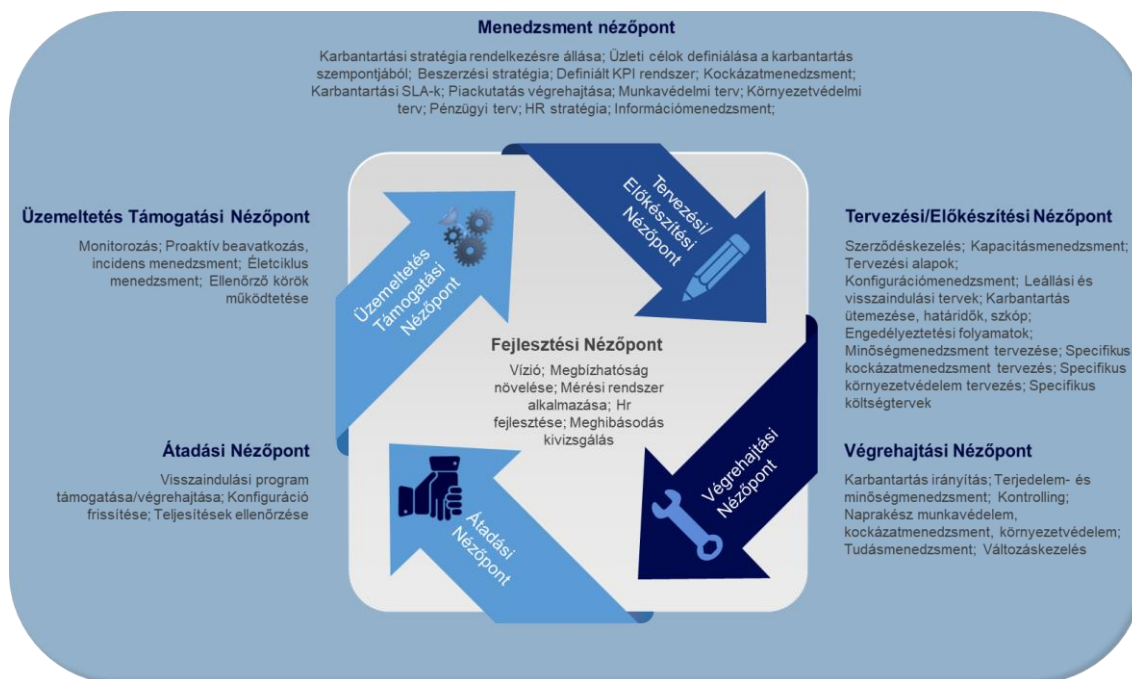 Menedzsment nézőpont
Karbantartási stratégia rendelkezésre állása; Üzleti célok definiálása a karbantartás
szempontjából; Beszerzési stratégia; Definiált KPI rendszer; Kockázatmenedzsment;
Karbantartási SLA-k; Piackutatás végrehajtása; Munkavédelmi terv; Környezetvédelmi
terv; Pénzügyi terv; HR stratégia; Információmenedzsment;
Üzemeltetés Támogatási Nézőpont
Monitorozás; Proaktív beavatkozás,
incidens menedzsment; Életciklus
menedzsment; Ellenőrző körök
működtetése
Üzemeltetés
Támogatási
Nézőpont
Tervezési/
Előkészítési
Nézőpont
Tervezési/Előkészítési Nézőpont
Szerződéskezelés; Kapacitásmenedzsment;
Tervezési alapok;
Konfigurációmenedzsment; Leállási és
visszaindulási tervek; Karbantartás
ütemezése, határidők, szkóp;
Engedélyeztetési folyamatok;
Minőségmenedzsment tervezése; Specifikus
kockázatmenedzsment tervezés; Specifikus
környezetvédelem tervezés; Specifikus
költségtervek
Fejlesztési Nézőpont
Vízió; Megbízhatóság
növelése; Mérési rendszer
alkalmazása; Hr
fejlesztése; Meghibásodás
kivizsgálás
Átadási Nézőpont
Visszaindulási program
támogatása/végrehajtása; Konfiguráció
frissítése; Teljesítések ellenőrzése
Átadási
Nézőpont
Végrehajtási
Nézőpont
Végrehajtási Nézőpont
Karbantartás irányítás; Terjedelem- és
minőségmenedzsment; Kontrolling;
Naprakész munkavédelem,
kockázatmenedzsment, környezetvédelem;
Tudásmenedzsment; Változáskezelés